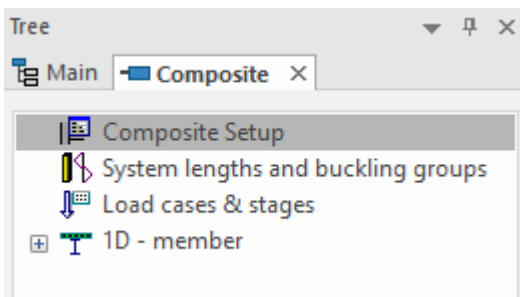 Tree
Main Composite
Composite Setup
System lengths and buckling groups
Load cases & stages
1D - member